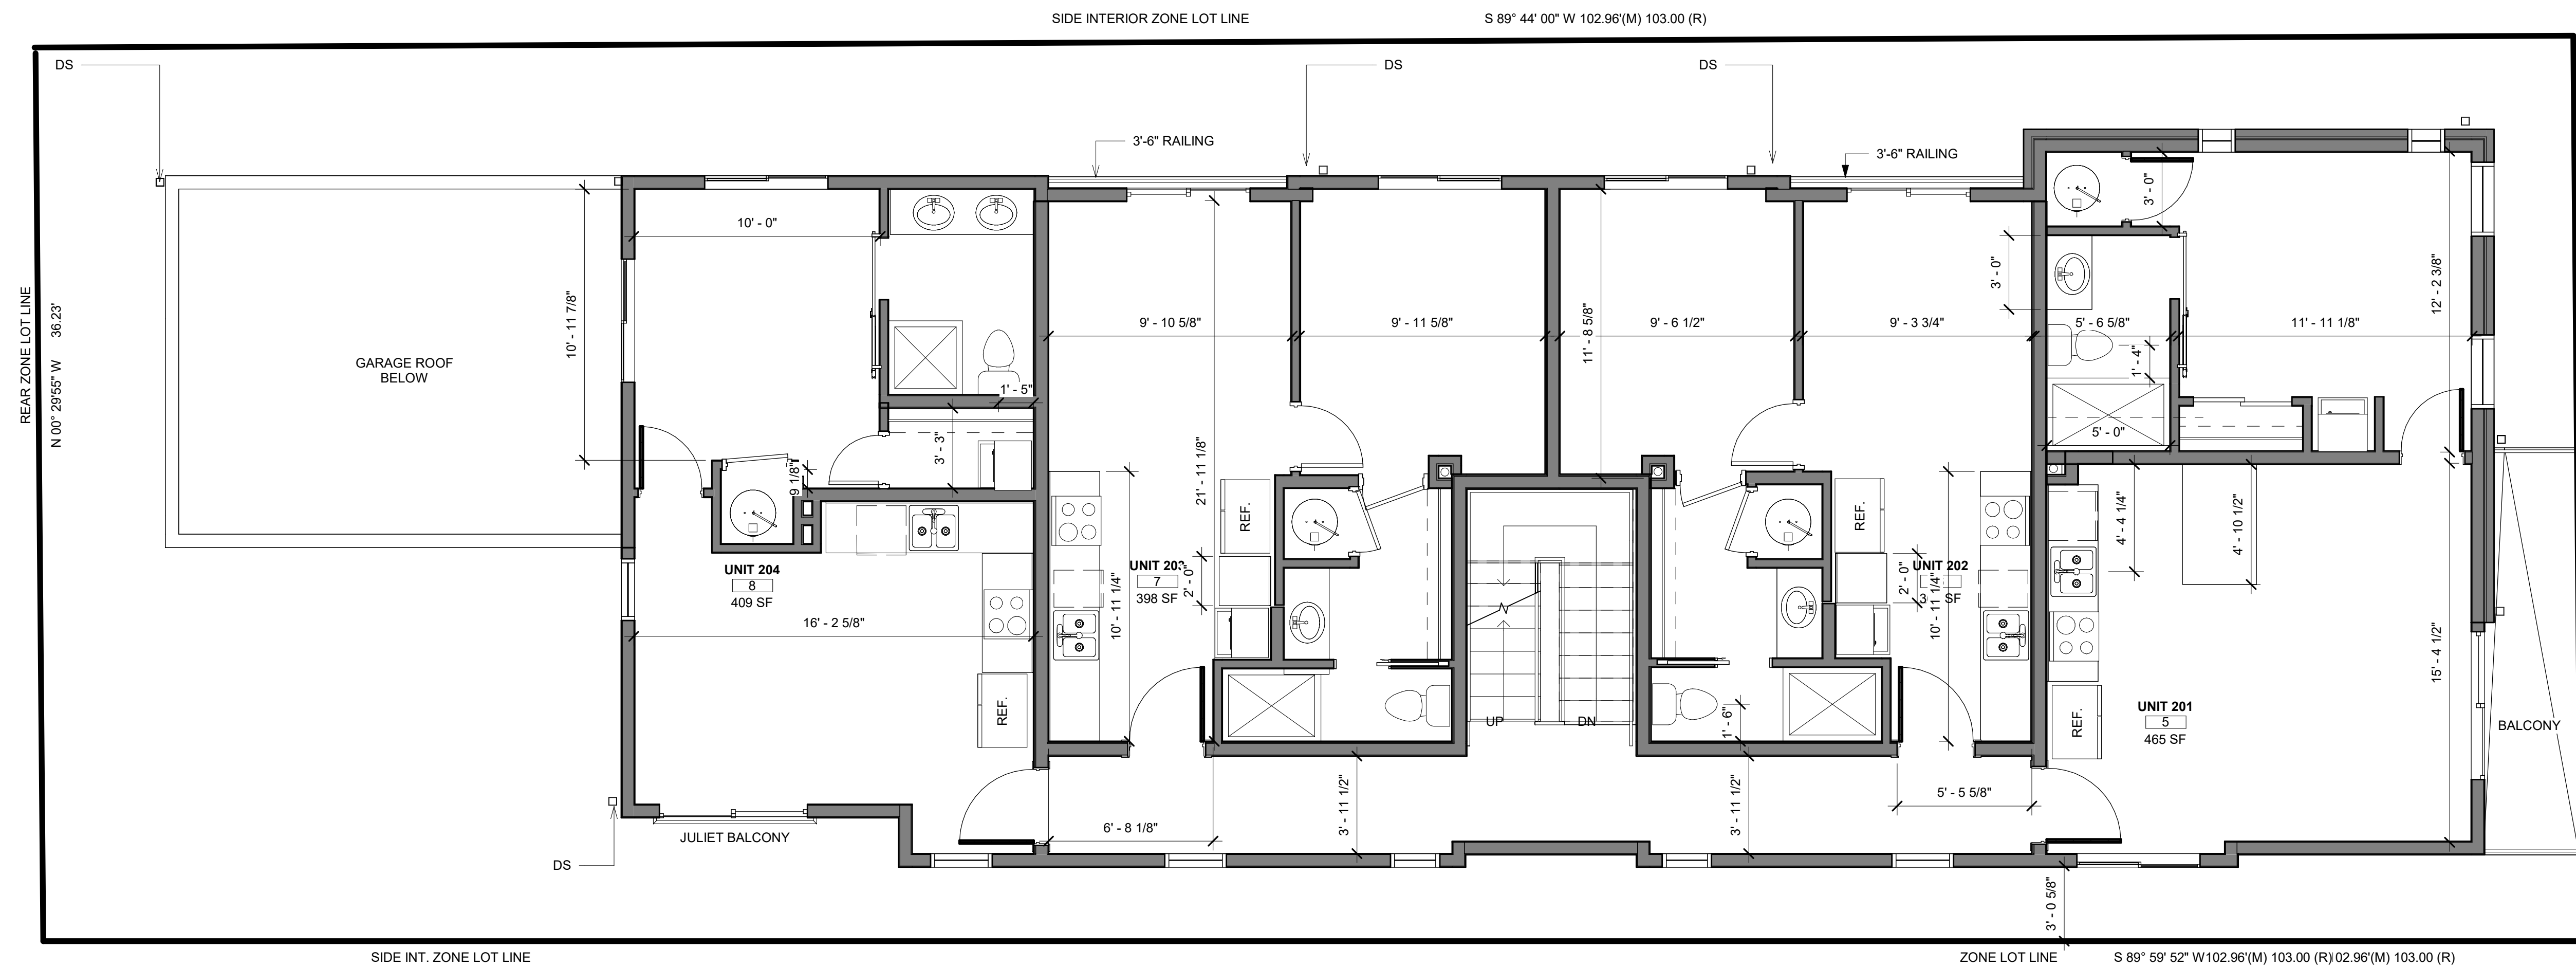 SIDE INTERIOR ZONE LOT LINE
S 89° 44' 00" W 102.96'(M) 103.00 (R)
DS
DS
DS
3'-6" RAILING
3'-6" RAILING
REAR ZONE LOT LINE
N 00° 29'55" W 36.23'
GARAGE ROOF
BELOW
10' - 11 7/8"
10' - 0"
1' - 5"
3' - 3"
9 1/8"
9' - 10 5/8"
9' - 11 5/8"
11' - 8 5/8"
9' - 6 1/2"
9' - 3 3/4"
3' - 0"
3' - 0"
5' - 6 5/8"
1' - 4"
5' - 0"
11' - 11 1/8"
12' - 2 3/8"
21' - 11 1/8"
REF.
REF.
UNIT 204
8
409 SF
16' - 2 5/8"
REF.
UNIT 203
7
398 SF
10' - 11 1/4"
2' - 0"
UNIT 202
3
SF
2' - 0"
10' - 11 1/4"
4' - 4 1/4"
4' - 10 1/2"
15' - 4 1/2"
REF.
UNIT 201
5
465 SF
BALCONY
UP
DN
1' - 6"
JULIET BALCONY
DS
6' - 8 1/8"
3' - 11 1/2"
3' - 11 1/2"
5' - 5 5/8"
3' - 0 5/8"
SIDE INT. ZONE LOT LINE
ZONE LOT LINE
S 89° 59' 52" W102.96'(M) 103.00 (R)02.96'(M) 103.00 (R)